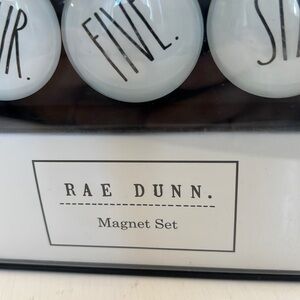 FIVE.
RAE DUNN.
Magnet Set